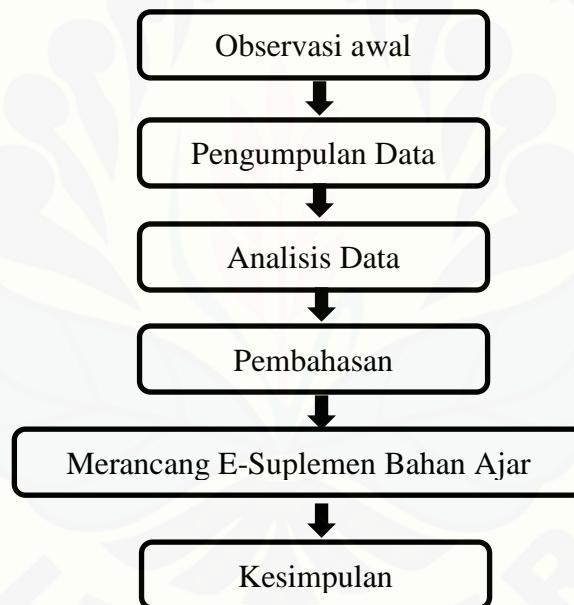 Observasi awal
Pengumpulan Data
Analisis Data
Pembahasan
Merancang E-Suplemen Bahan Ajar
Kesimpulan